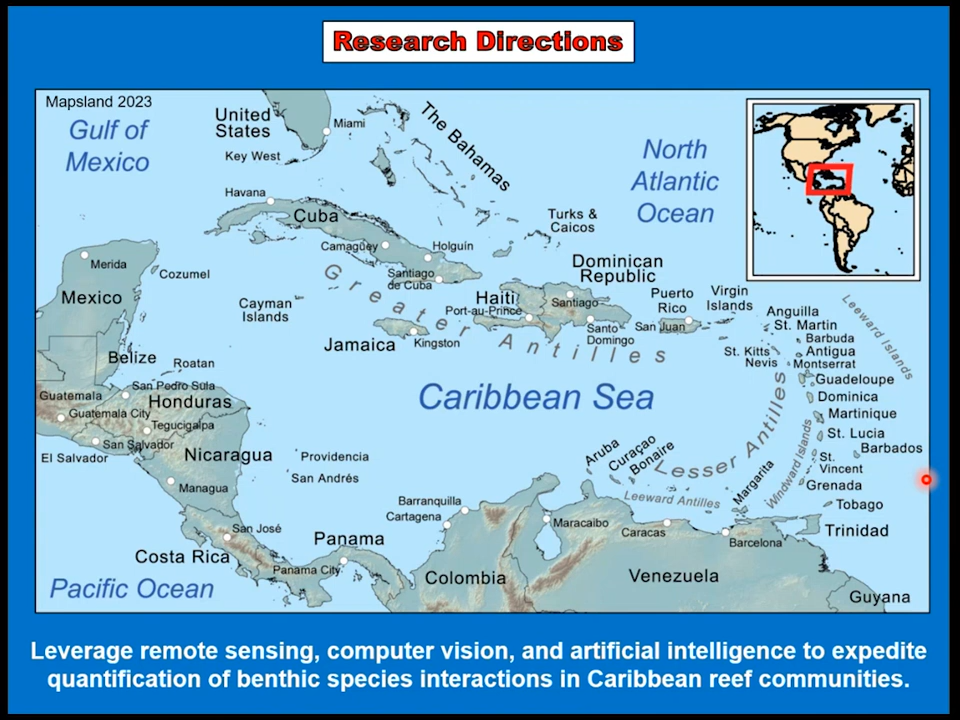 Research Directions
Mapsland 2023
Gulf of
Mexico
United
States
Miami
Key West
The Bahamas
North
Atlantic
Ocean
Havana
Cuba
Camagüey
Holguin
Santiago
de Cuba
Turks &
Caicos
Merida
Cozumel
Mexico
Cayman
Islands
Greater Antilles
Haiti
Port-au-Prince
Dominican
Republic
Santiago
Santo
Domingo
Puerto
Rico
San Juan
Virgin
Islands
Jamaica
Kingston
Anguilla
St. Martin
Barbuda
Antigua
Montserrat
St. Kitts
Nevis
Leeward Islands
Guadeloupe
Dominica
Martinique
St. Lucia
Barbados
St.
Vincent
Grenada
Tobago
Trinidad
Windward Islands
Lesser Antilles
Caribbean Sea
Belize
Roatan
San Pedro Sula
Guatemala
Honduras
Guatemala City
Tegucigalpa
San Salvador
El Salvador
Nicaragua
Managua
Providencia
San Andrés
Aruba
Curaçao
Bonaire
Leeward Antilles
Margarita
Barranquilla
Cartagena
Maracaibo
Caracas
Barcelona
San José
Costa Rica
Panama
Panama City
Pacific Ocean
Colombia
Venezuela
Guyana
Leverage remote sensing, computer vision, and artificial intelligence to expedite
quantification of benthic species interactions in Caribbean reef communities.